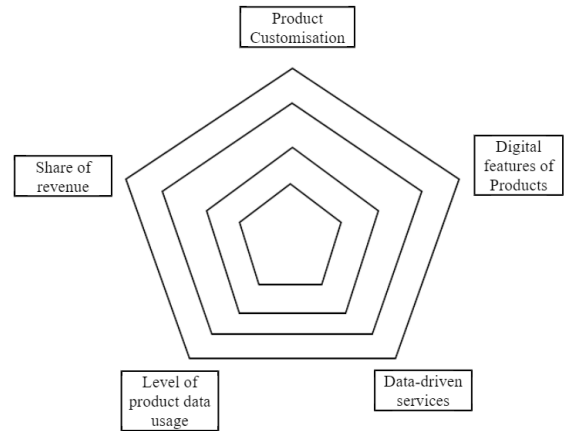 Product
Customisation
Share of
revenue
Digital
features of
Products
Level of
product data
usage
Data-driven
services